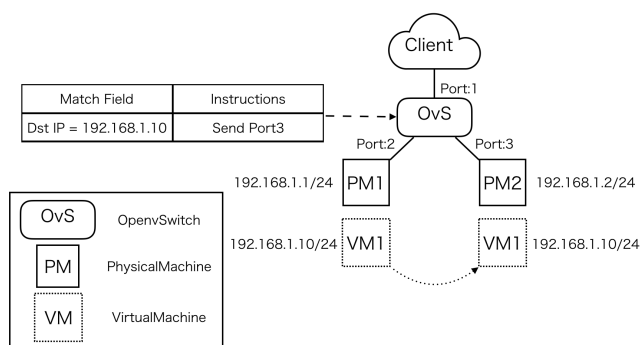 Client
Port:1
Match Field Instructions
Dst IP = 192.168.1.10 Send Port3
OvS
Port:2 Port:3
192.168.1.1/24 PM1 PM2 192.168.1.2/24
192.168.1.10/24 VM1 VM1 192.168.1.10/24
OvS OpenvSwitch
PM PhysicalMachine
VM VirtualMachine